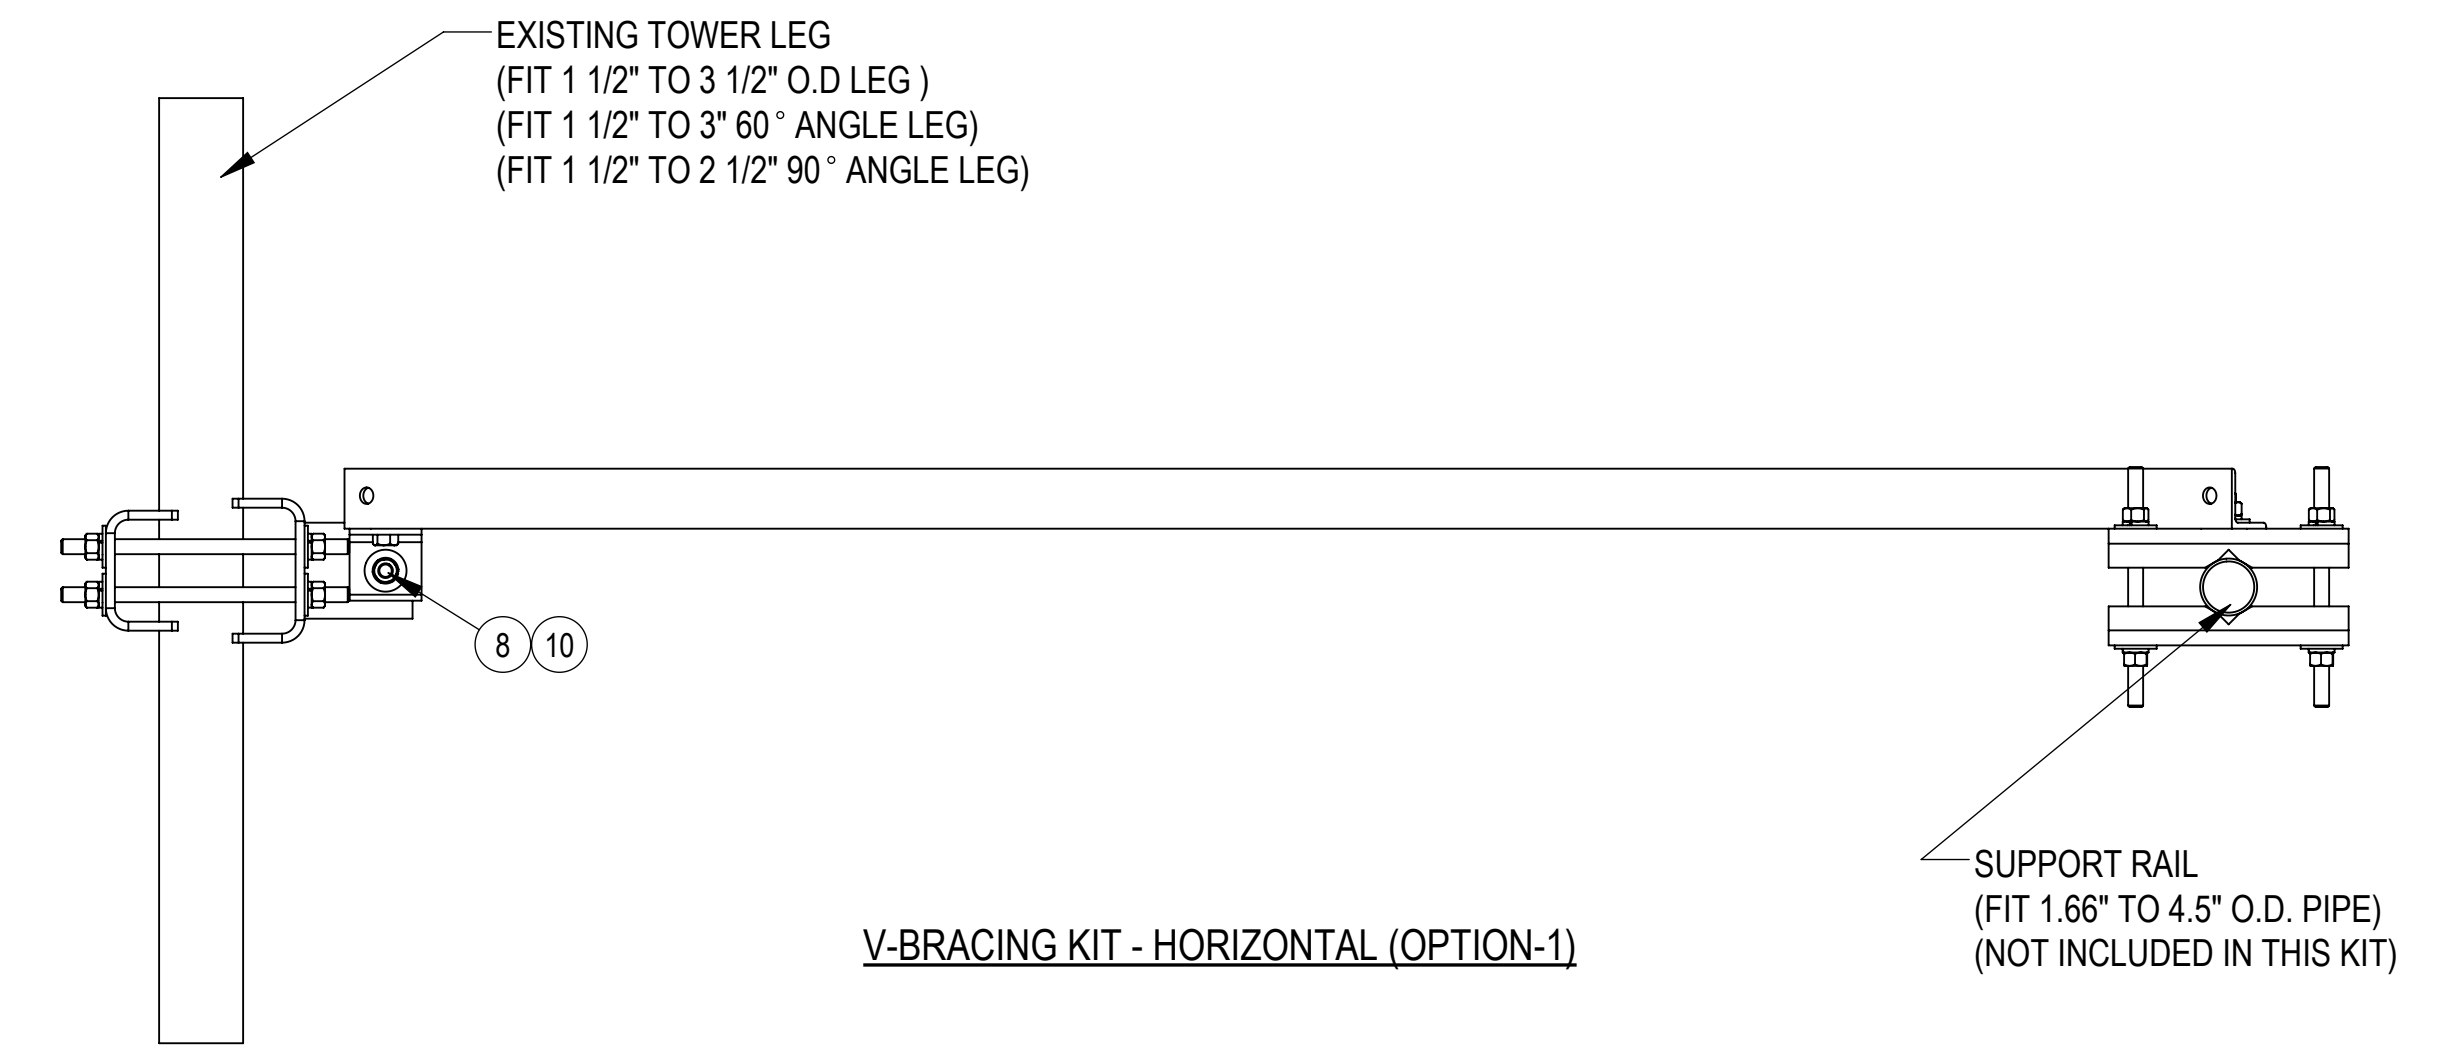 EXISTING TOWER LEG
(FIT 1 1/2" TO 3 1/2" O.D LEG )
(FIT 1 1/2" TO 3" 60° ANGLE LEG)
(FIT 1 1/2" TO 2 1/2" 90° ANGLE LEG)
8 10
SUPPORT RAIL
(FIT 1.66" TO 4.5" O.D. PIPE)
(NOT INCLUDED IN THIS KIT)
V-BRACING KIT - HORIZONTAL (OPTION-1)